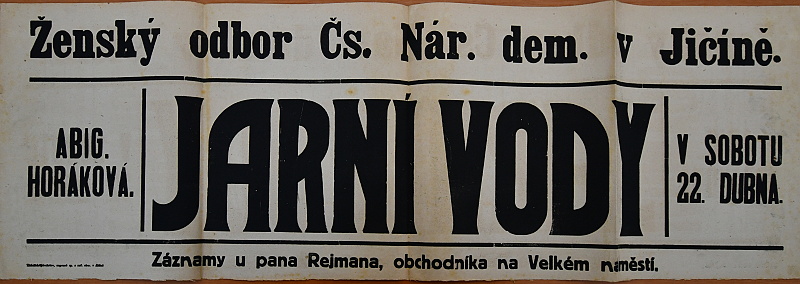 Ženský odbor Čs. Nár. dem. v Jičíně.
ABIG.
HORÁKOVÁ.
JARNÍ VODY
V SOBOTU
22. DUBNA.
Záznamy u pana Rejmana, obchodníka na Velkém naměstí.